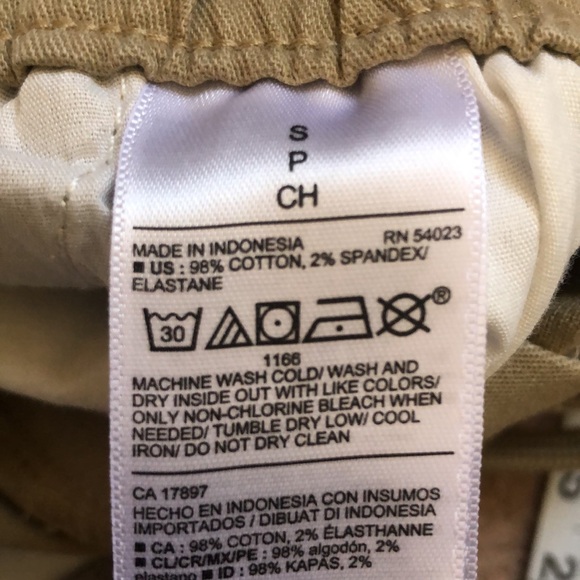 S
P
CH
MADE IN INDONESIA RN 54023
■ US : 98% COTTON, 2% SPANDEX/
ELASTANE
30
®
1166
MACHINE WASH COLD/ WASH AND
DRY INSIDE OUT WITH LIKE COLORS/
ONLY NON-CHLORINE BLEACH WHEN
NEEDED/ TUMBLE DRY LOW/ COOL
IRON/ DO NOT DRY CLEAN
CA 17897
HECHO EN INDONESIA CON INSUMOS
IMPORTADOS / DIBUAT DI INDONESIA
■ CA : 98% COTON, 2% ÉLASTHANNE
■ CL/CR/MX/PE : 98% algodón, 2%
elastano ■ ID : 98% KAPAS, 2%
2